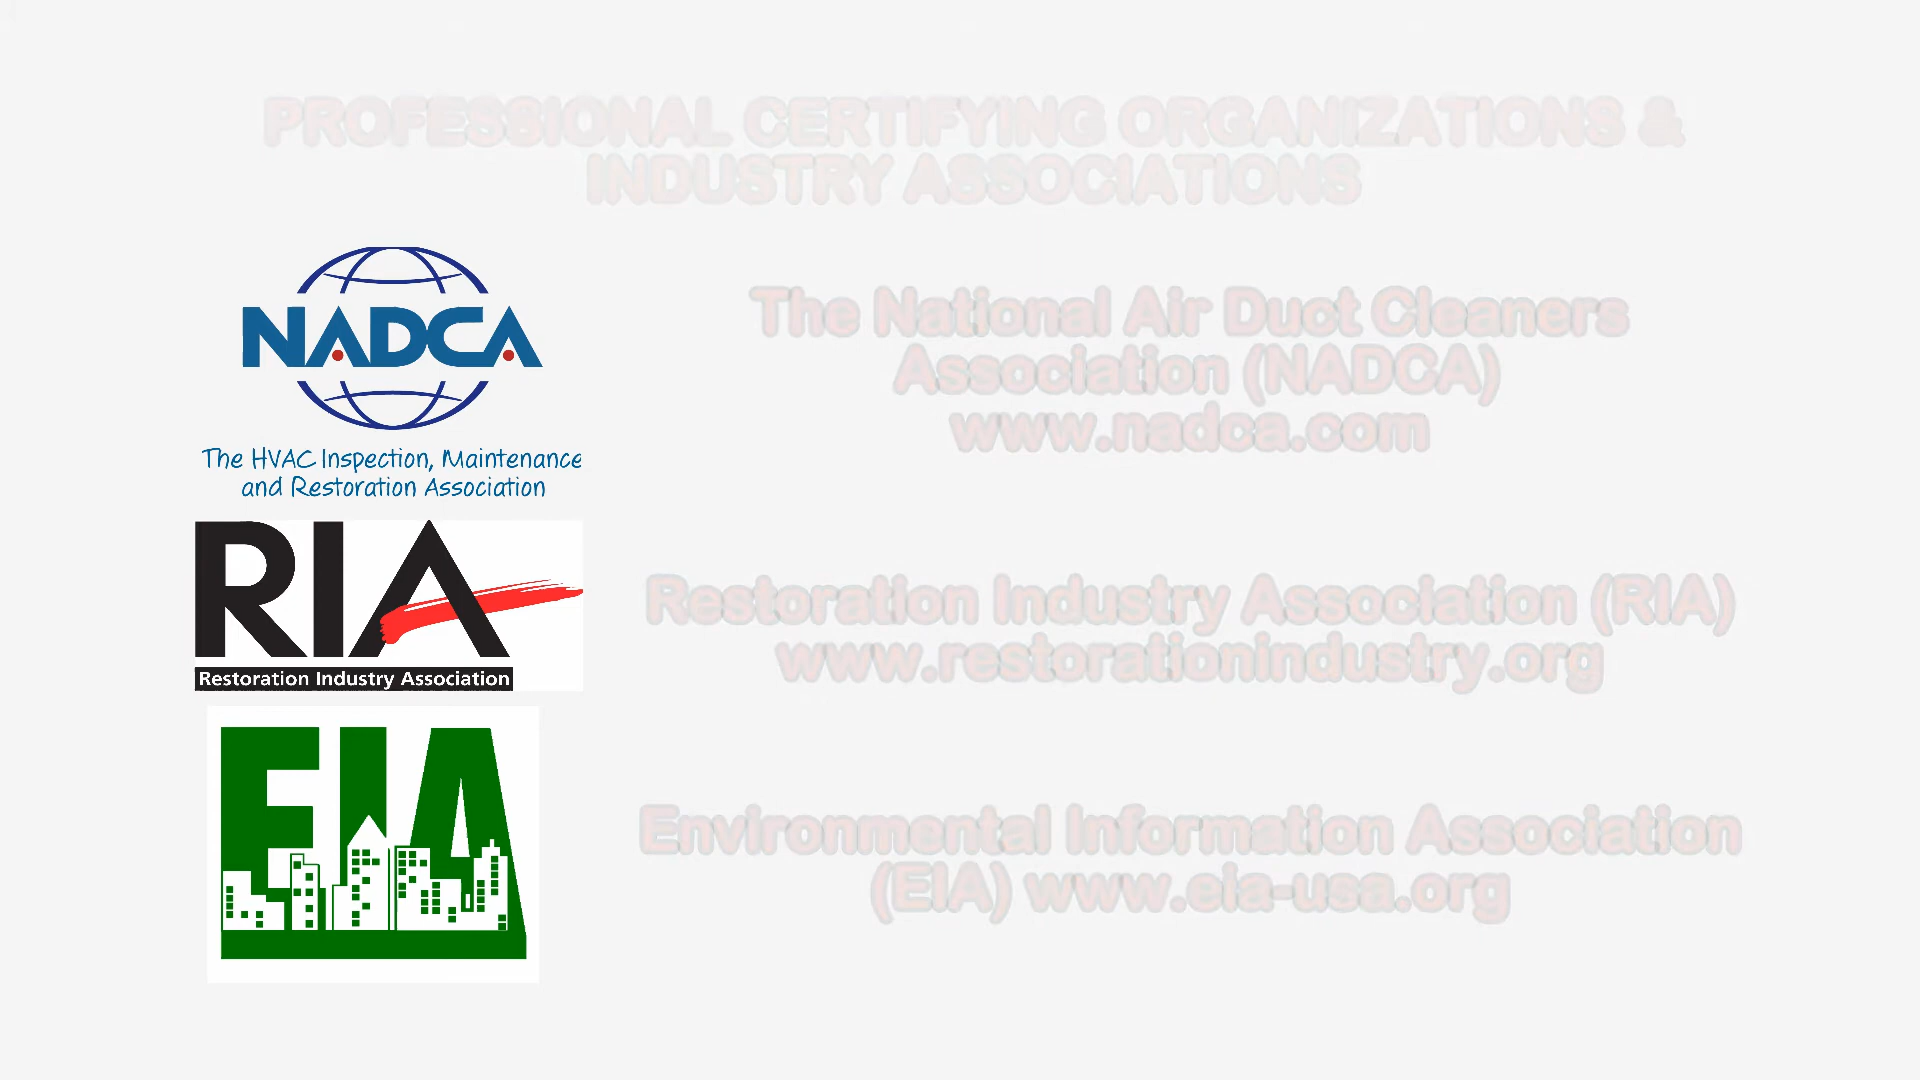 PROFESSIONAL CERTIFYING ORGANIZATIONS &
INDUSTRY ASSOCIATIONS
NADCA
The HVAC Inspection, Maintenance
and Restoration Association
The National Air Duct Cleaners
Association (NADCA)
www.nadca.com
RIA
Restoration Industry Association
Restoration Industry Association (RIA)
www.restorationindustry.org
EIA
Environmental Information Association
(EIA) www.eia-usa.org